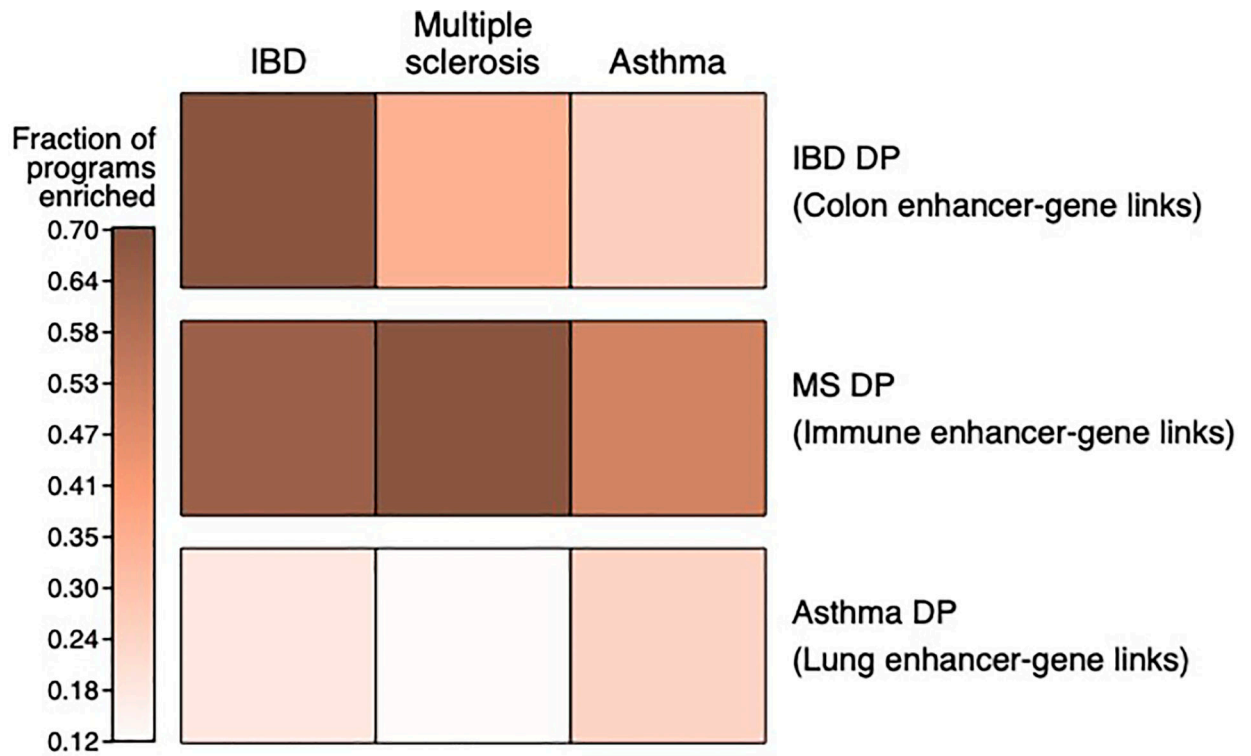 IBD
Multiple
sclerosis
Asthma
Fraction of
programs
enriched
0.70
0.64
0.58
0.53
0.47
0.41
0.35
0.30
0.24
0.18
0.12
IBD DP
(Colon enhancer-gene links)
MS DP
(Immune enhancer-gene links)
Asthma DP
(Lung enhancer-gene links)